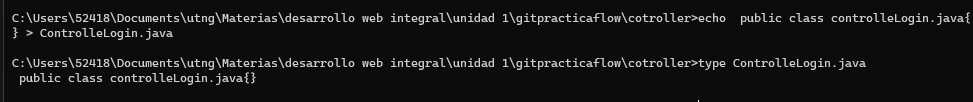 C:\Users\52418\Documents\utng\Materias\desarrollo web integral\unidad 1\gitpracticaflow\cotroller>echo  public class controlleLogin.java{
} > ControlleLogin.java
C:\Users\52418\Documents\utng\Materias\desarrollo web integral\unidad 1\gitpracticaflow\cotroller>type ControlleLogin.java
 public class controlleLogin.java{}